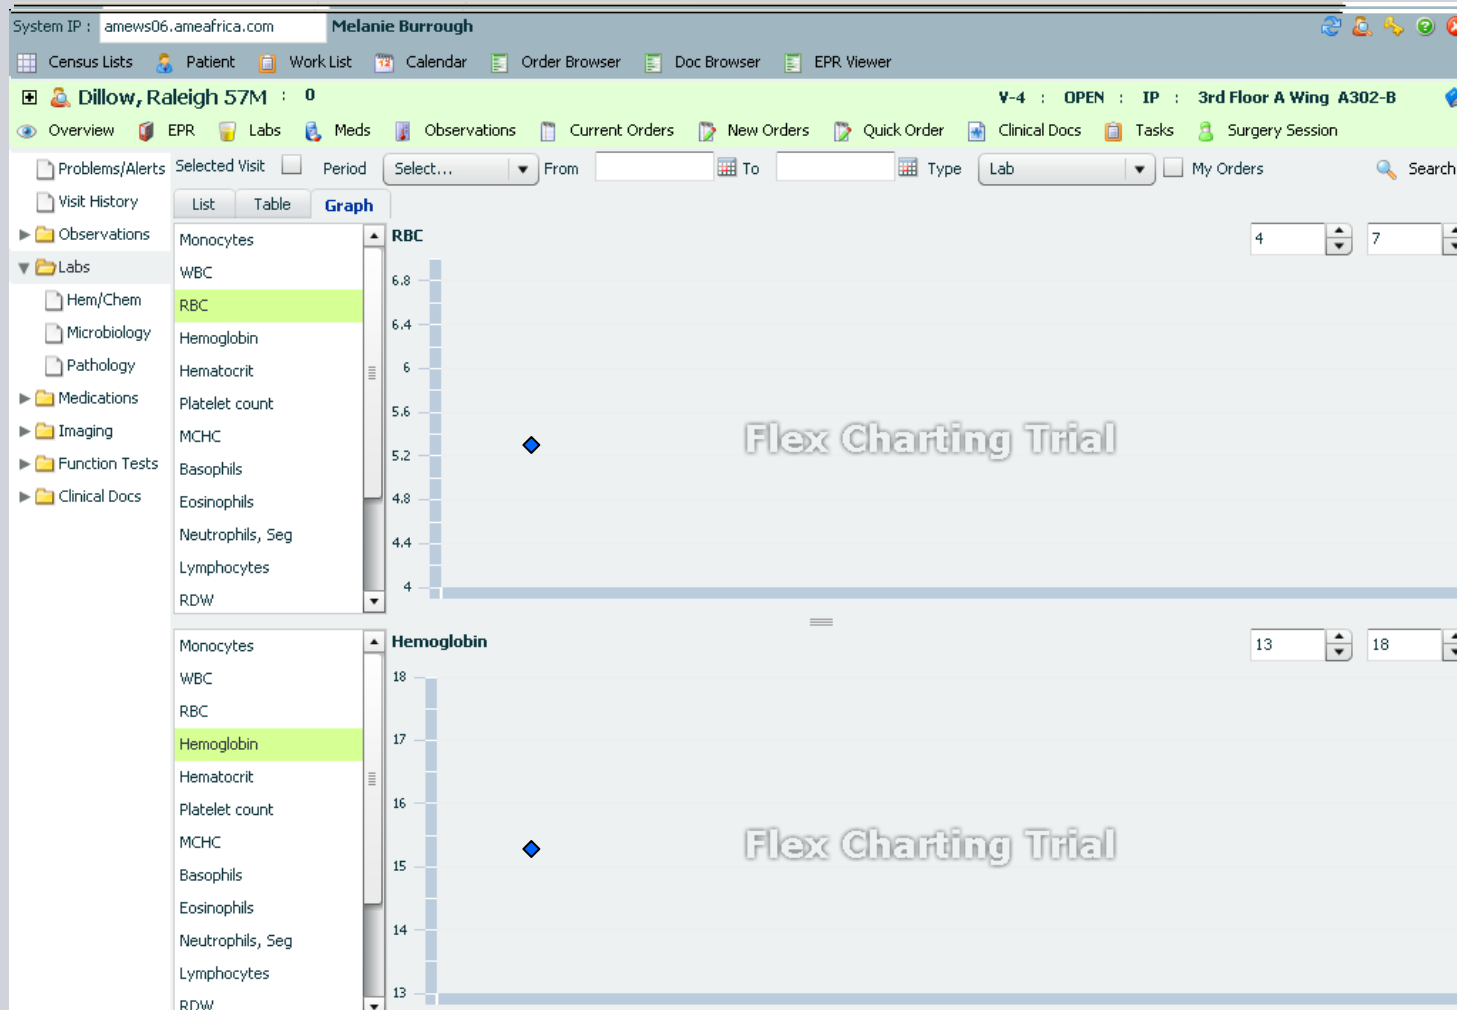 System IP : amews06.ameafrica.com Melanie Burrough
Census Lists Patient Work List Calendar Order Browser Doc Browser EPR Viewer
Dillow, Raleigh 57M : 0 V-4 : OPEN : IP : 3rd Floor A Wing A302-B
Overview EPR Labs Meds Observations Current Orders New Orders Quick Order Clinical Docs Tasks Surgery Session
Problems/Alerts
Visit History
Observations
Labs
Hem/Chem
Microbiology
Pathology
Medications
Imaging
Function Tests
Clinical Docs
Selected Visit Period Select... From To Type Lab My Orders Search
List Table Graph
Monocytes
WBC
RBC
Hemoglobin
Hematocrit
Platelet count
MCHC
Basophils
Eosinophils
Neutrophils, Seg
Lymphocytes
RDW
RBC 4 7
6.8
6.4
6
5.6
5.2
4.8
4.4
4
Flex Charting Trial
Monocytes
WBC
RBC
Hemoglobin
Hematocrit
Platelet count
MCHC
Basophils
Eosinophils
Neutrophils, Seg
Lymphocytes
RDW
Hemoglobin 13 18
18
17
16
15
14
13
Flex Charting Trial